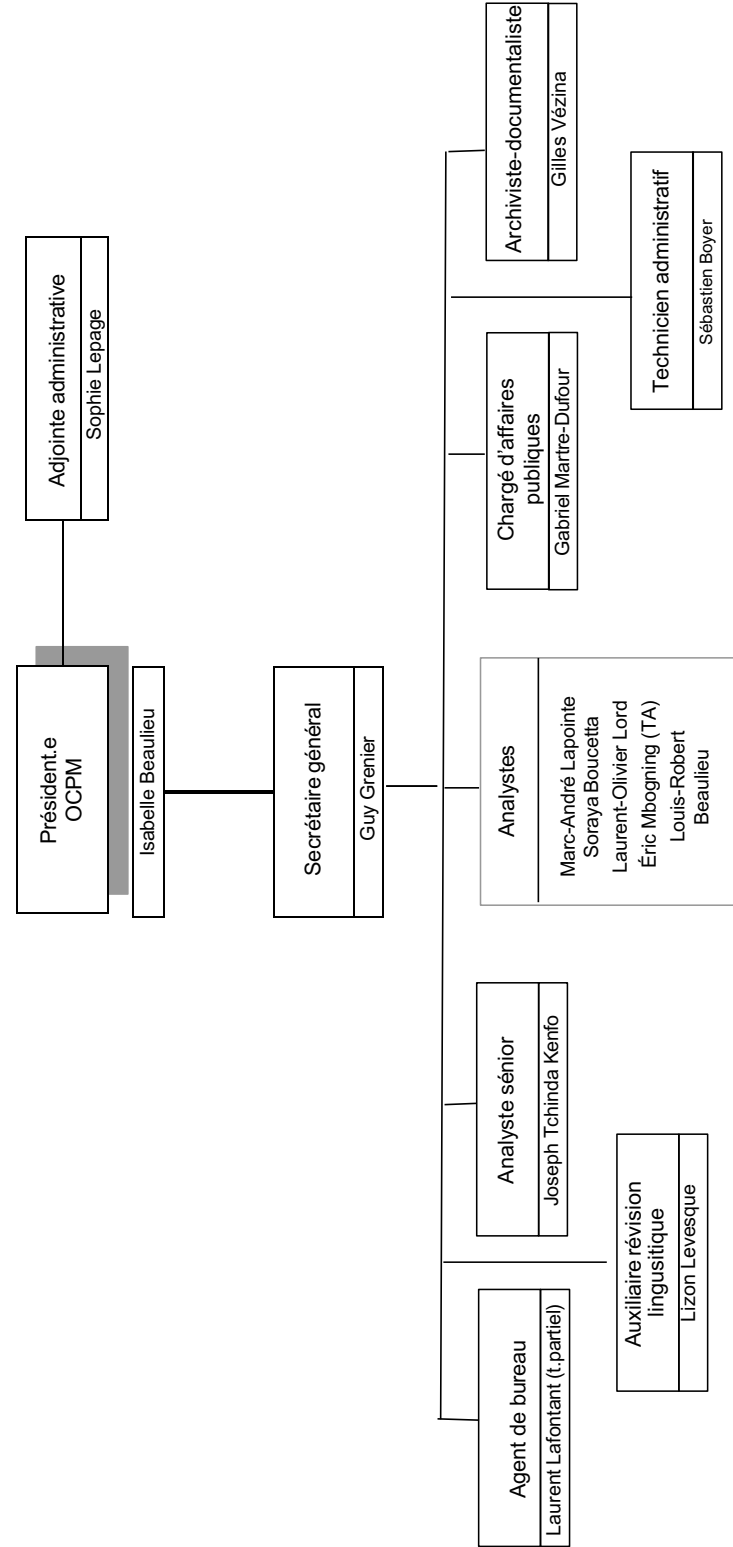 Président.e
OCPM
Isabelle Beaulieu
Adjointe administrative
Sophie Lepage
Secrétaire général
Guy Grenier
Agent de bureau
Laurent Lafontant (t.partiel)
Analyste sénior
Joseph Tchinda Kenfo
Analystes
Marc-André Lapointe
Soraya Boucetta
Laurent-Olivier Lord
Éric Mbogning (TA)
Louis-Robert
Beaulieu
Chargé d'affaires
publiques
Gabriel Martre-Dufour
Archiviste-documentaliste
Gilles Vézina
Auxiliaire révision
lingusitique
Lizon Levesque
Technicien administratif
Sébastien Boyer